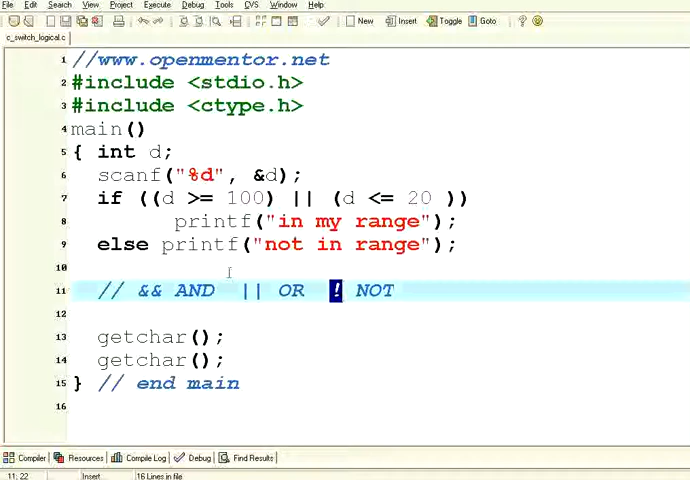 File Edit Search View Project Execute Debug Tools CVS Window Help
New Insert Toggle Goto
c_switch_logical.c
1 //www.openmentor.net
2 #include <stdio.h>
3 #include <ctype.h>
4 main()
5 { int d;
6 scanf("%d", &d);
7 if ((d >= 100) || (d <= 20 ))
8 printf("in my range");
9 else printf("not in range");
10
11 // && AND || OR ! NOT
12
13 getchar();
14 getchar();
15 } // end main
16
Compiler Resources Compile Log Debug Find Results
11; 22 Insert 16 Lines in file